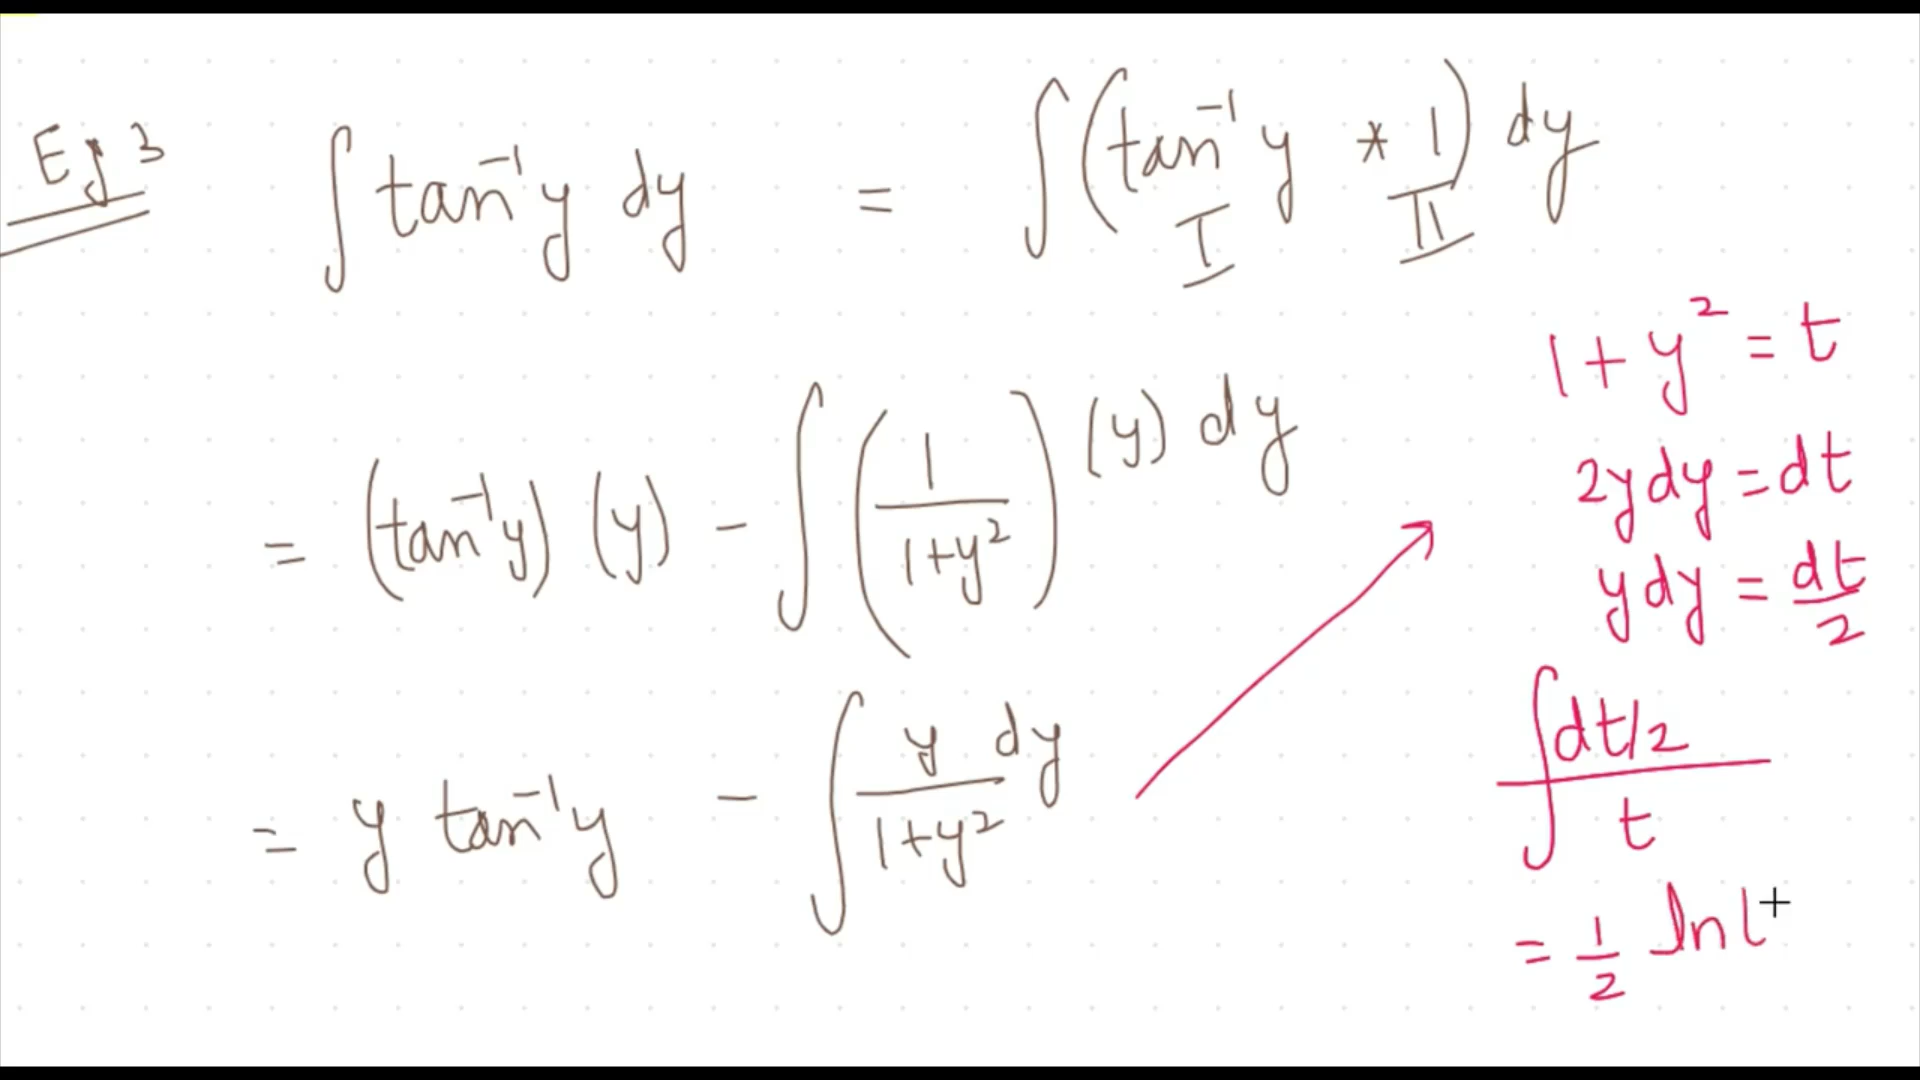 Eg 3 ∫ tan⁻¹y dy = ∫ (tan⁻¹y * 1) dy
I II
= (tan⁻¹y) (y) - ∫ (1/(1+y²)) (y) dy
= y tan⁻¹y - ∫ y dy/(1+y²)
1 + y² = t
2y dy = dt
y dy = dt/2
∫ (dt/2)/t
= 1/2 ln